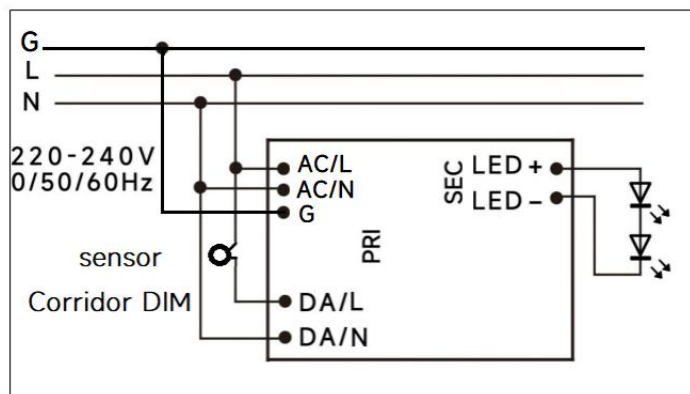 G
L
N
220-240V
0/50/60Hz
AC/L
AC/N
G
PRI
SEC
LED +
LED -
sensor
Corridor DIM
DA/L
DA/N